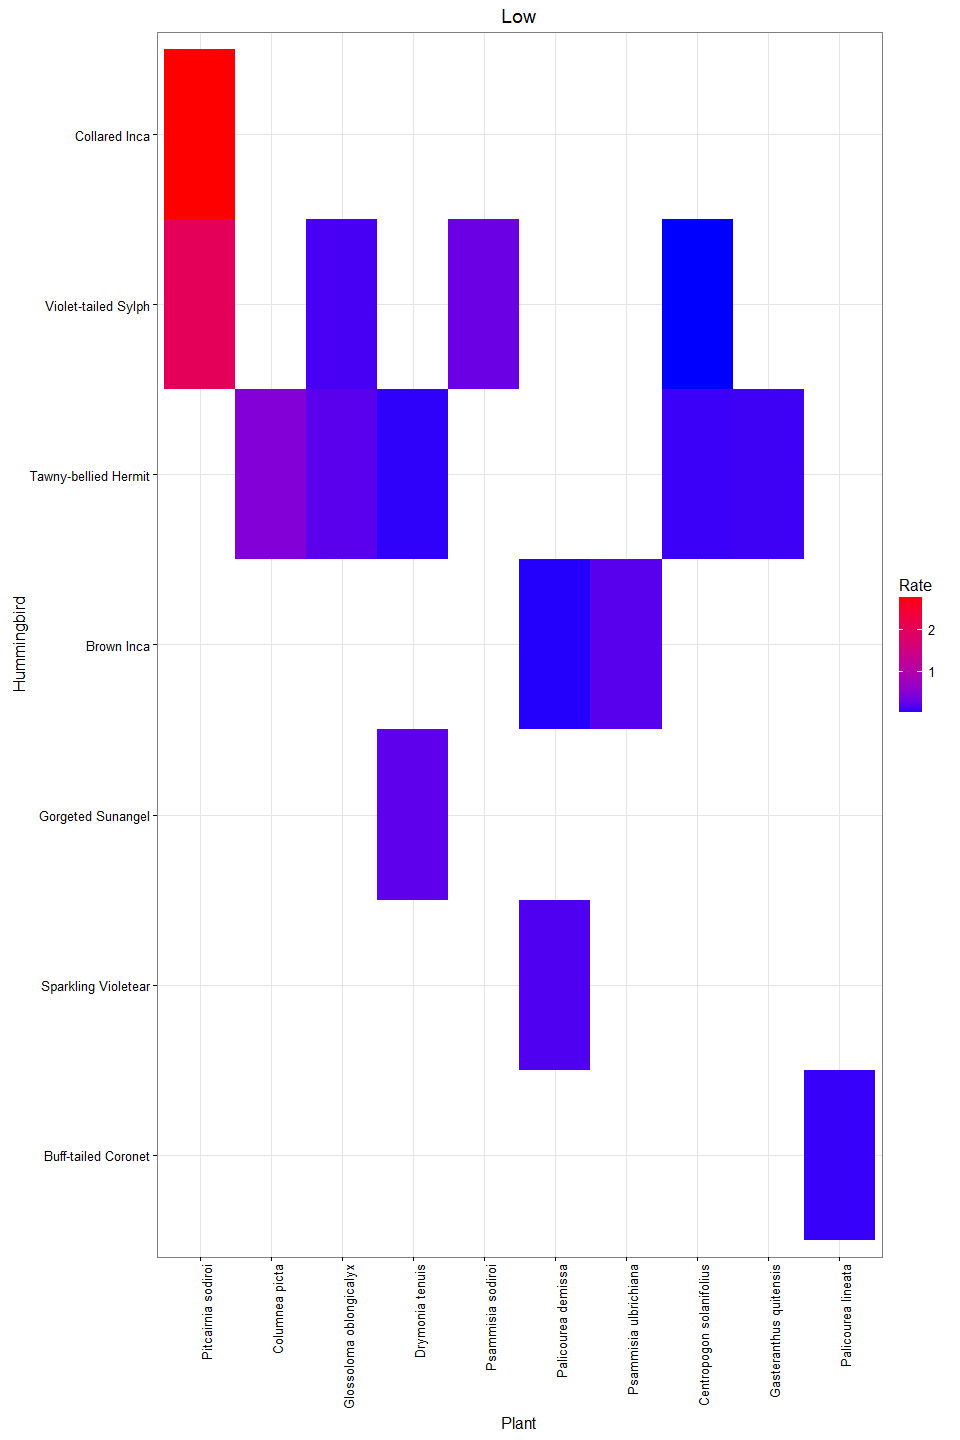 Low
Collared Inca
Violet-tailed Sylph
Tawny-bellied Hermit
Brown Inca
Gorgeted Sunangel
Sparkling Violetear
Buff-tailed Coronet
Hummingbird
Pitcairnia sodiroi
Columnea picta
Glossoloma oblongicalyx
Drymonia tenuis
Psammisia sodiroi
Palicourea demissa
Psammisia ulbrichiana
Centropogon solanifolius
Gasteranthus quitensis
Palicourea lineata
Plant
Rate
2
1